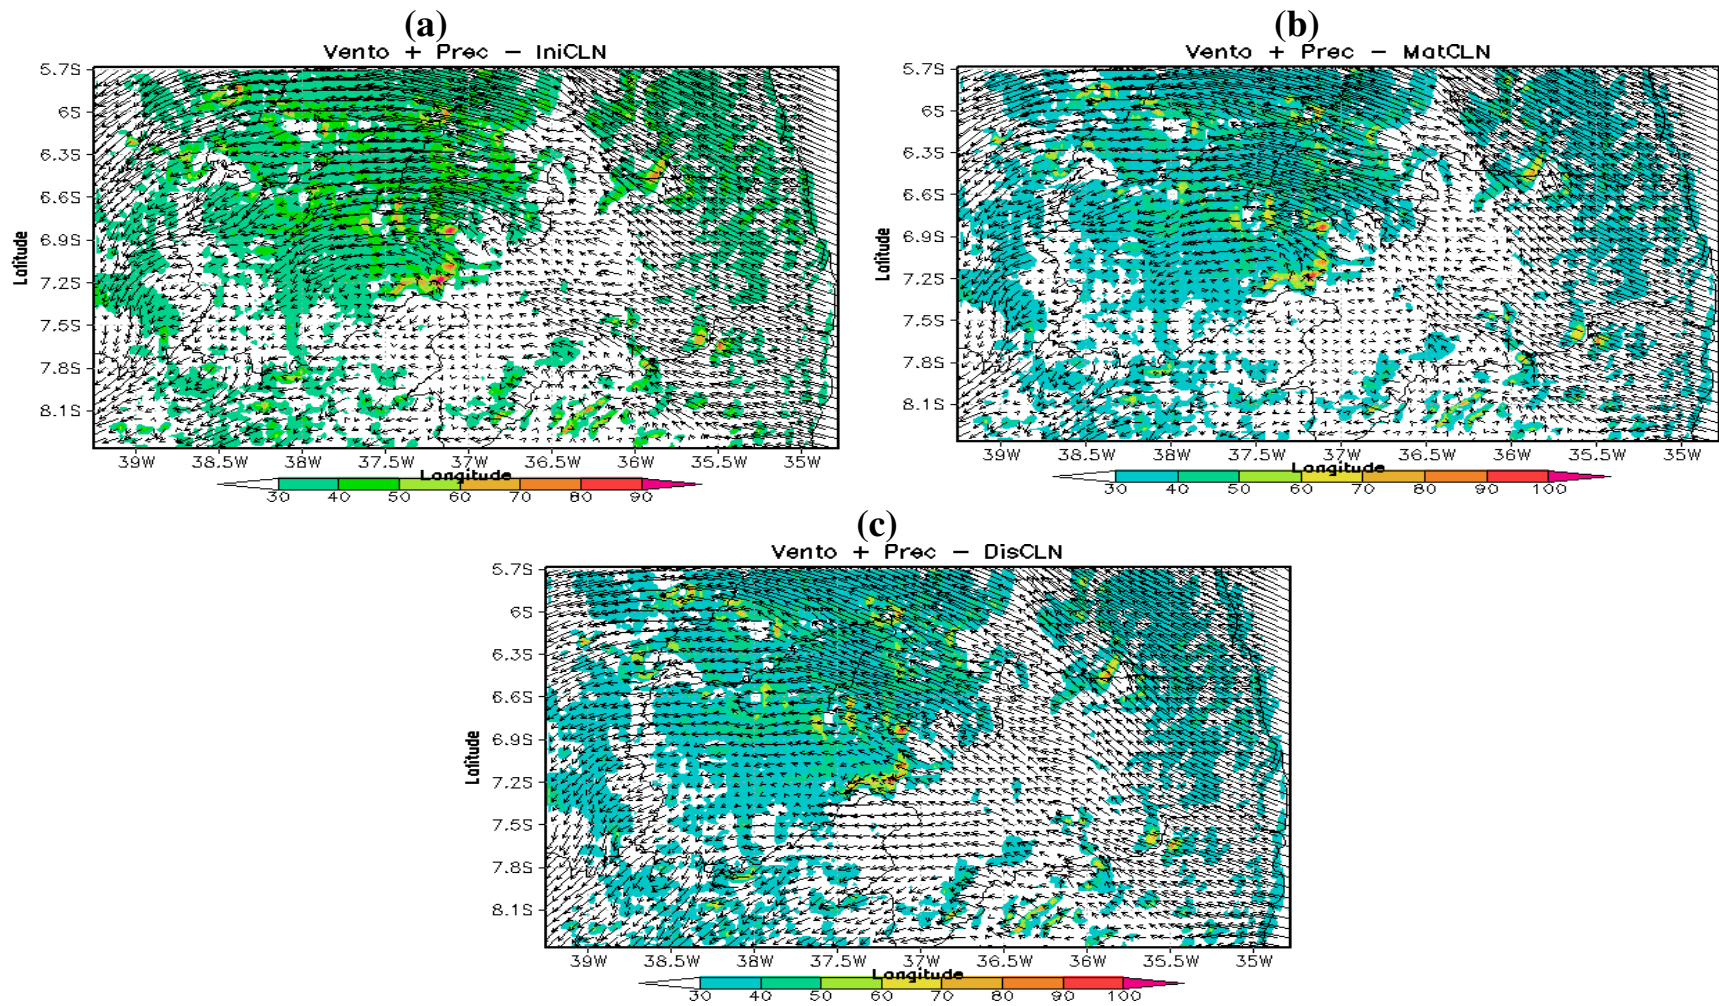 (a)
Vento + Prec - IniCLN
5.7S
6S
6.3S
6.6S
6.9S
7.2S
7.5S
7.8S
8.1S
Latitude
39W 38.5W 38W 37.5W 37W 36.5W 36W 35.5W 35W
Longitude
30 40 50 60 70 80 90
(b)
Vento + Prec - MatCLN
5.7S
6S
6.3S
6.6S
6.9S
7.2S
7.5S
7.8S
8.1S
Latitude
39W 38.5W 38W 37.5W 37W 36.5W 36W 35.5W 35W
Longitude
30 40 50 60 70 80 90 100
(c)
Vento + Prec - DisCLN
5.7S
6S
6.3S
6.6S
6.9S
7.2S
7.5S
7.8S
8.1S
Latitude
39W 38.5W 38W 37.5W 37W 36.5W 36W 35.5W 35W
Longitude
30 40 50 60 70 80 90 100